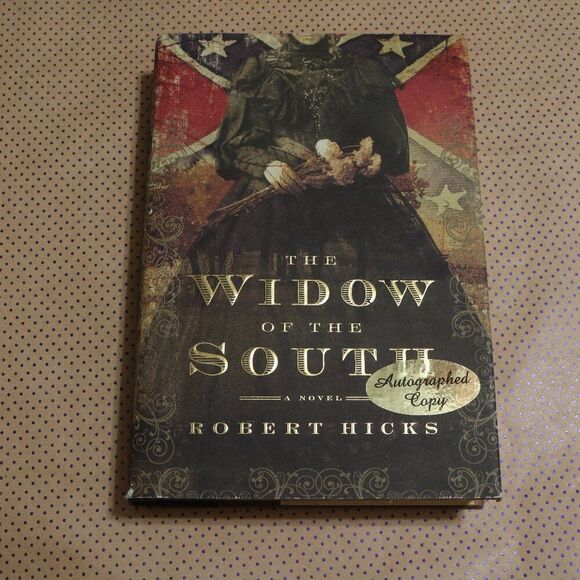 THE
WIDOW
OF THE
SOUTH
A NOVEL
Autographed
Copy
ROBERT HICKS